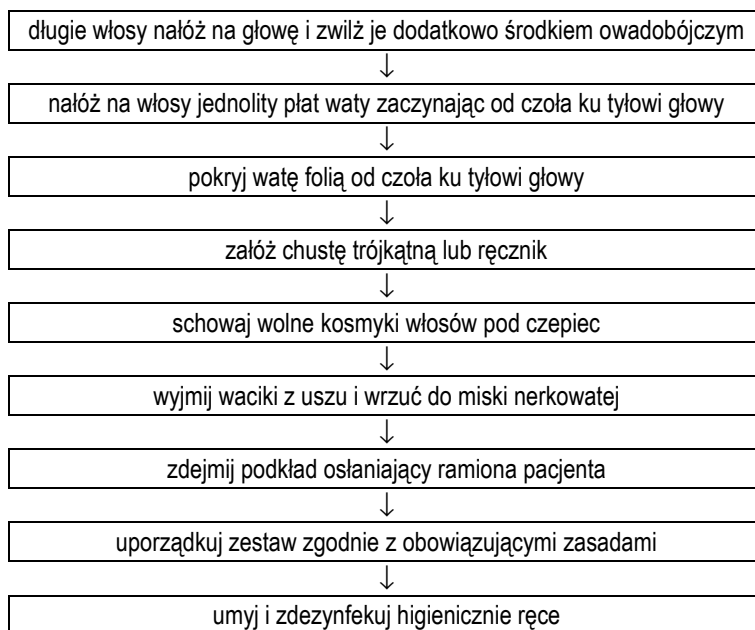 długie włosy nałóż na głowę i zwilż je dodatkowo środkiem owadobójczym
↓
nałóż na włosy jednolity płat waty zaczynając od czoła ku tyłowi głowy
↓
pokryj watę folią od czoła ku tyłowi głowy
↓
załóż chustę trójkątną lub ręcznik
↓
schowaj wolne kosmyki włosów pod czepiec
↓
wyjmij waciki z uszu i wrzuć do miski nerkowatej
↓
zdejmij podkład osłaniający ramiona pacjenta
↓
uporządkuj zestaw zgodnie z obowiązującymi zasadami
↓
umyj i zdezynfekuj higienicznie ręce